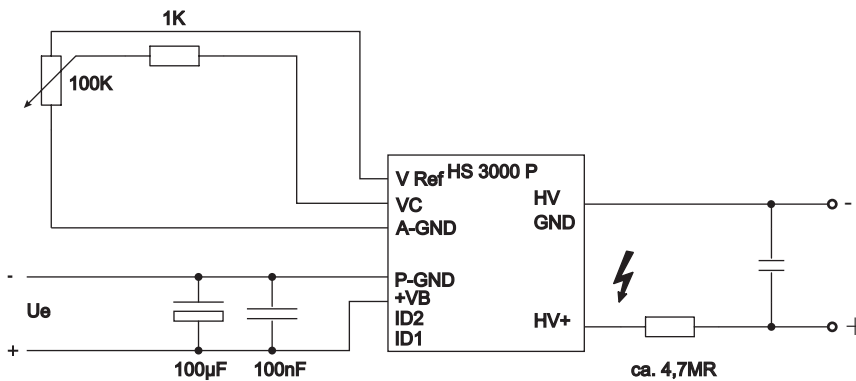 1K
100K
HS 3000 P
V Ref
VC
A-GND
HV
GND
-
-
P-GND
+VB
Ue
ID2
ID1
HV+
+
+
100µF
100nF
ca. 4,7MR